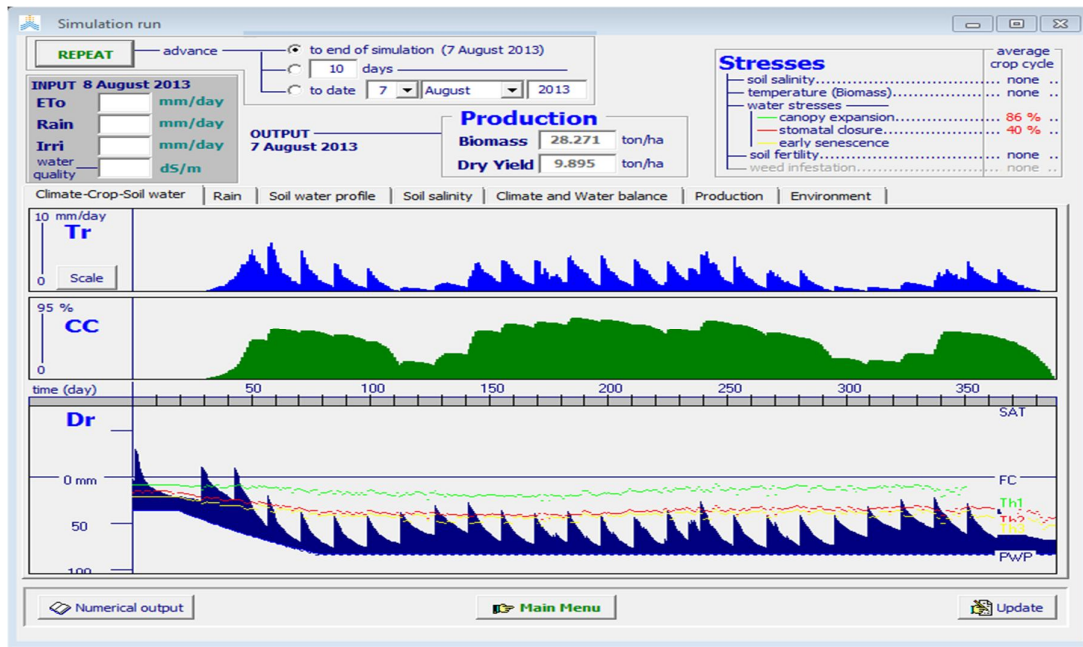 Simulation run
REPEAT
advance
to end of simulation (7 August 2013)
10 days
to date 7 August 2013
INPUT 8 August 2013
ETo mm/day
Rain mm/day
Irri mm/day
water quality dS/m
OUTPUT
7 August 2013
Production
Biomass 28.271 ton/ha
Dry Yield 9.895 ton/ha
Stresses
average
crop cycle
soil salinity................................ none ..
temperature (Biomass)................. none ..
water stresses
canopy expansion................... 86 % ..
stomatal closure..................... 40 % ..
early senescence
soil fertility................................ none ..
weed infestation.......................... none ..
Climate-Crop-Soil water Rain Soil water profile Soil salinity Climate and Water balance Production Environment
10 mm/day
Tr
0
Scale
95 %
CC
0
time (day) 50 100 150 200 250 300 350
Dr
SAT
0 mm
FC
Th1
Th2
50
PWP
100
Numerical output
Main Menu
Update